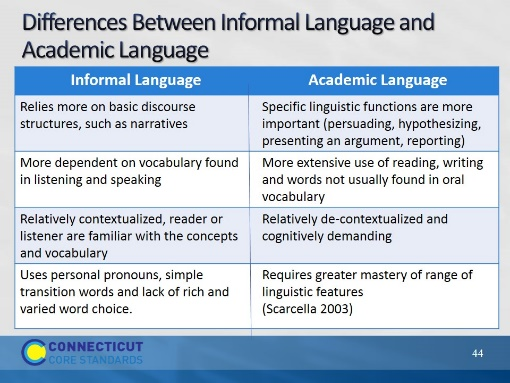 Differences Between Informal Language and
Academic Language
Informal Language
Academic Language
Relies more on basic discourse
structures, such as narratives
Specific linguistic functions are more
important (persuading, hypothesizing,
presenting an argument, reporting)
More dependent on vocabulary found
in listening and speaking
More extensive use of reading, writing
and words not usually found in oral
vocabulary
Relatively contextualized, reader or
listener are familiar with the concepts
and vocabulary
Relatively de-contextualized and
cognitively demanding
Uses personal pronouns, simple
transition words and lack of rich and
varied word choice.
Requires greater mastery of range of
linguistic features
(Scarcella 2003)
CONNECTICUT
CORE STANDARDS
44